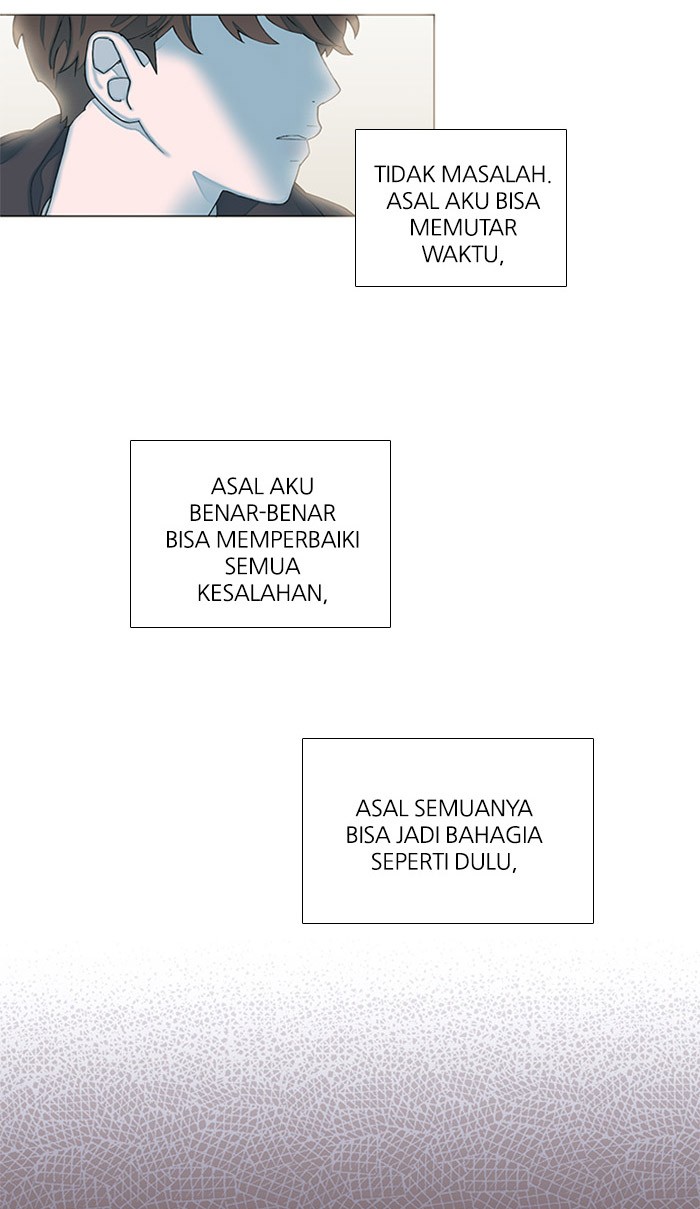 TIDAK MASALAH.
ASAL AKU BISA
MEMUTAR
WAKTU,
ASAL AKU
BENAR-BENAR
BISA MEMPERBAIKI
SEMUA
KESALAHAN,
ASAL SEMUANYA
BISA JADI BAHAGIA
SEPERTI DULU,